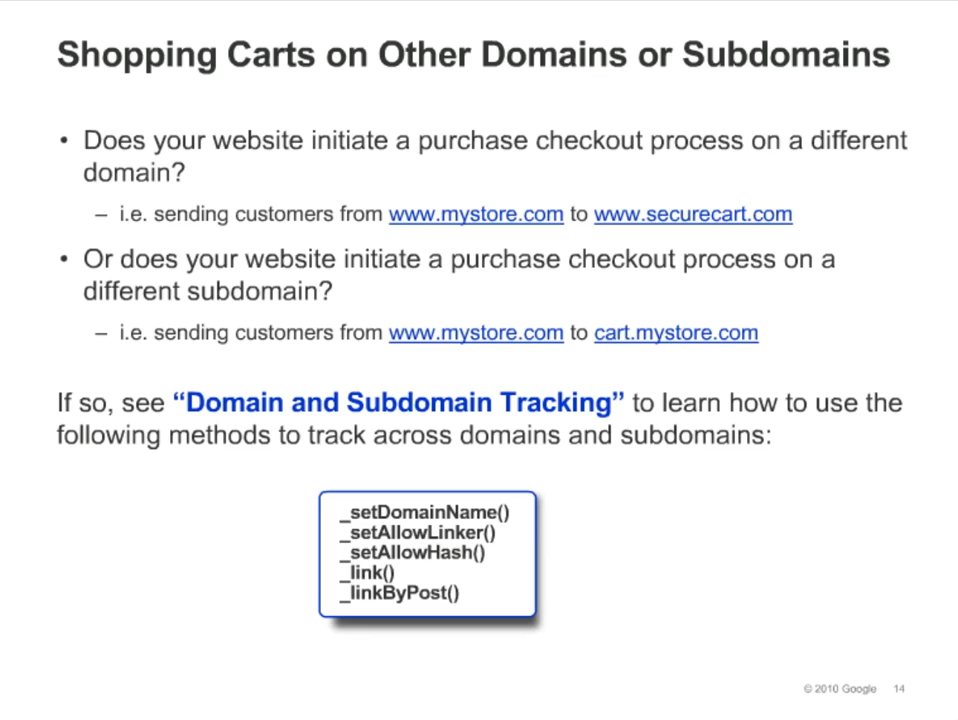 Shopping Carts on Other Domains or Subdomains
• Does your website initiate a purchase checkout process on a different
domain?
– i.e. sending customers from www.mystore.com to www.securecart.com
• Or does your website initiate a purchase checkout process on a
different subdomain?
– i.e. sending customers from www.mystore.com to cart.mystore.com
If so, see “Domain and Subdomain Tracking” to learn how to use the
following methods to track across domains and subdomains:
_setDomainName()
_setAllowLinker()
_setAllowHash()
_link()
_linkByPost()
© 2010 Google 14